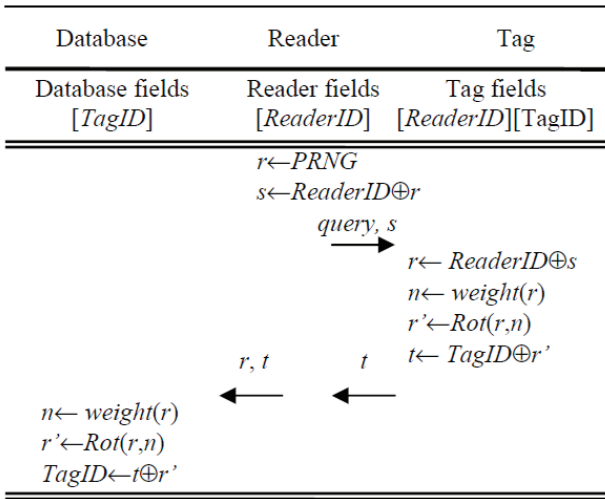 Database Reader Tag
Database fields Reader fields Tag fields
[TagID] [ReaderID] [ReaderID][TagID]
r←PRNG
s←ReaderID⊕r
query, s
r← ReaderID⊕s
n← weight(r)
r’←Rot(r,n)
t← TagID⊕r’
r, t t
n← weight(r)
r’←Rot(r,n)
TagID←t⊕r’